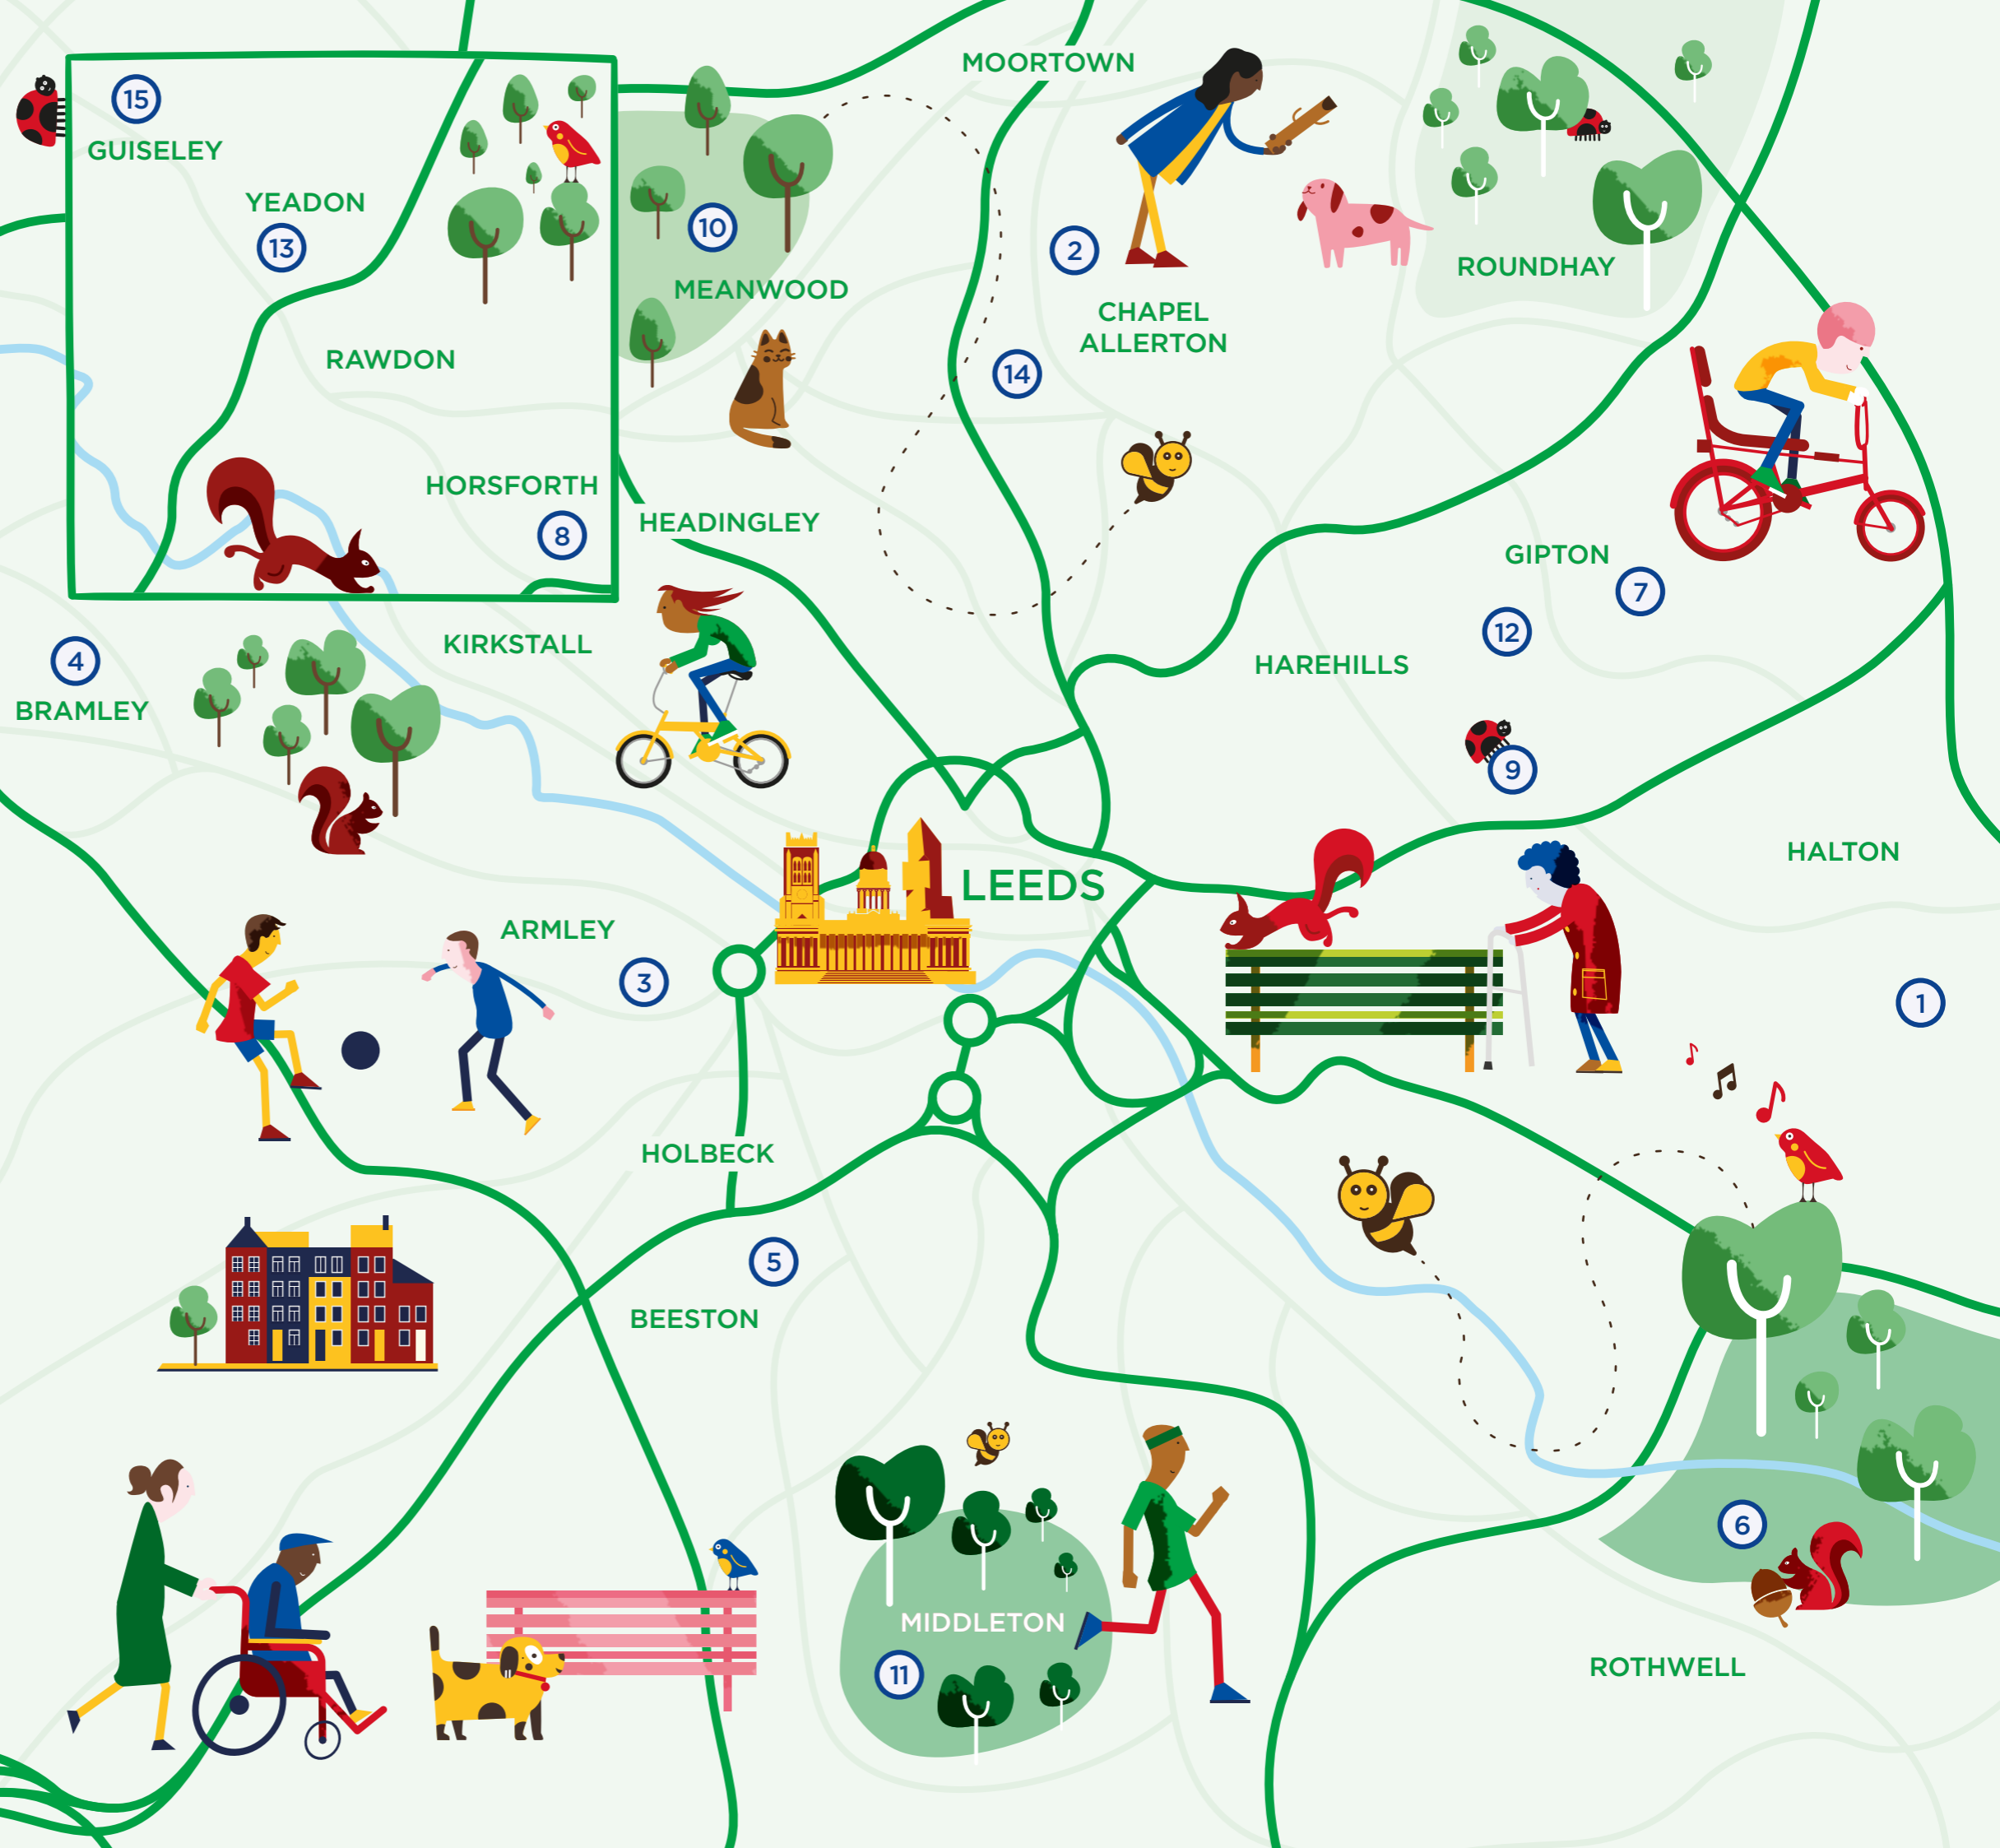 MOORTOWN
15
GUISELEY
YEADON
13
10
MEANWOOD
2
ROUNDHAY
CHAPEL
ALLERTON
RAWDON
14
HORSFORTH
8
HEADINGLEY
GIPTON
7
12
KIRKSTALL
HAREHILLS
4
BRAMLEY
9
HALTON
LEEDS
ARMLEY
3
1
HOLBECK
5
BEESTON
6
MIDDLETON
11
ROTHWELL